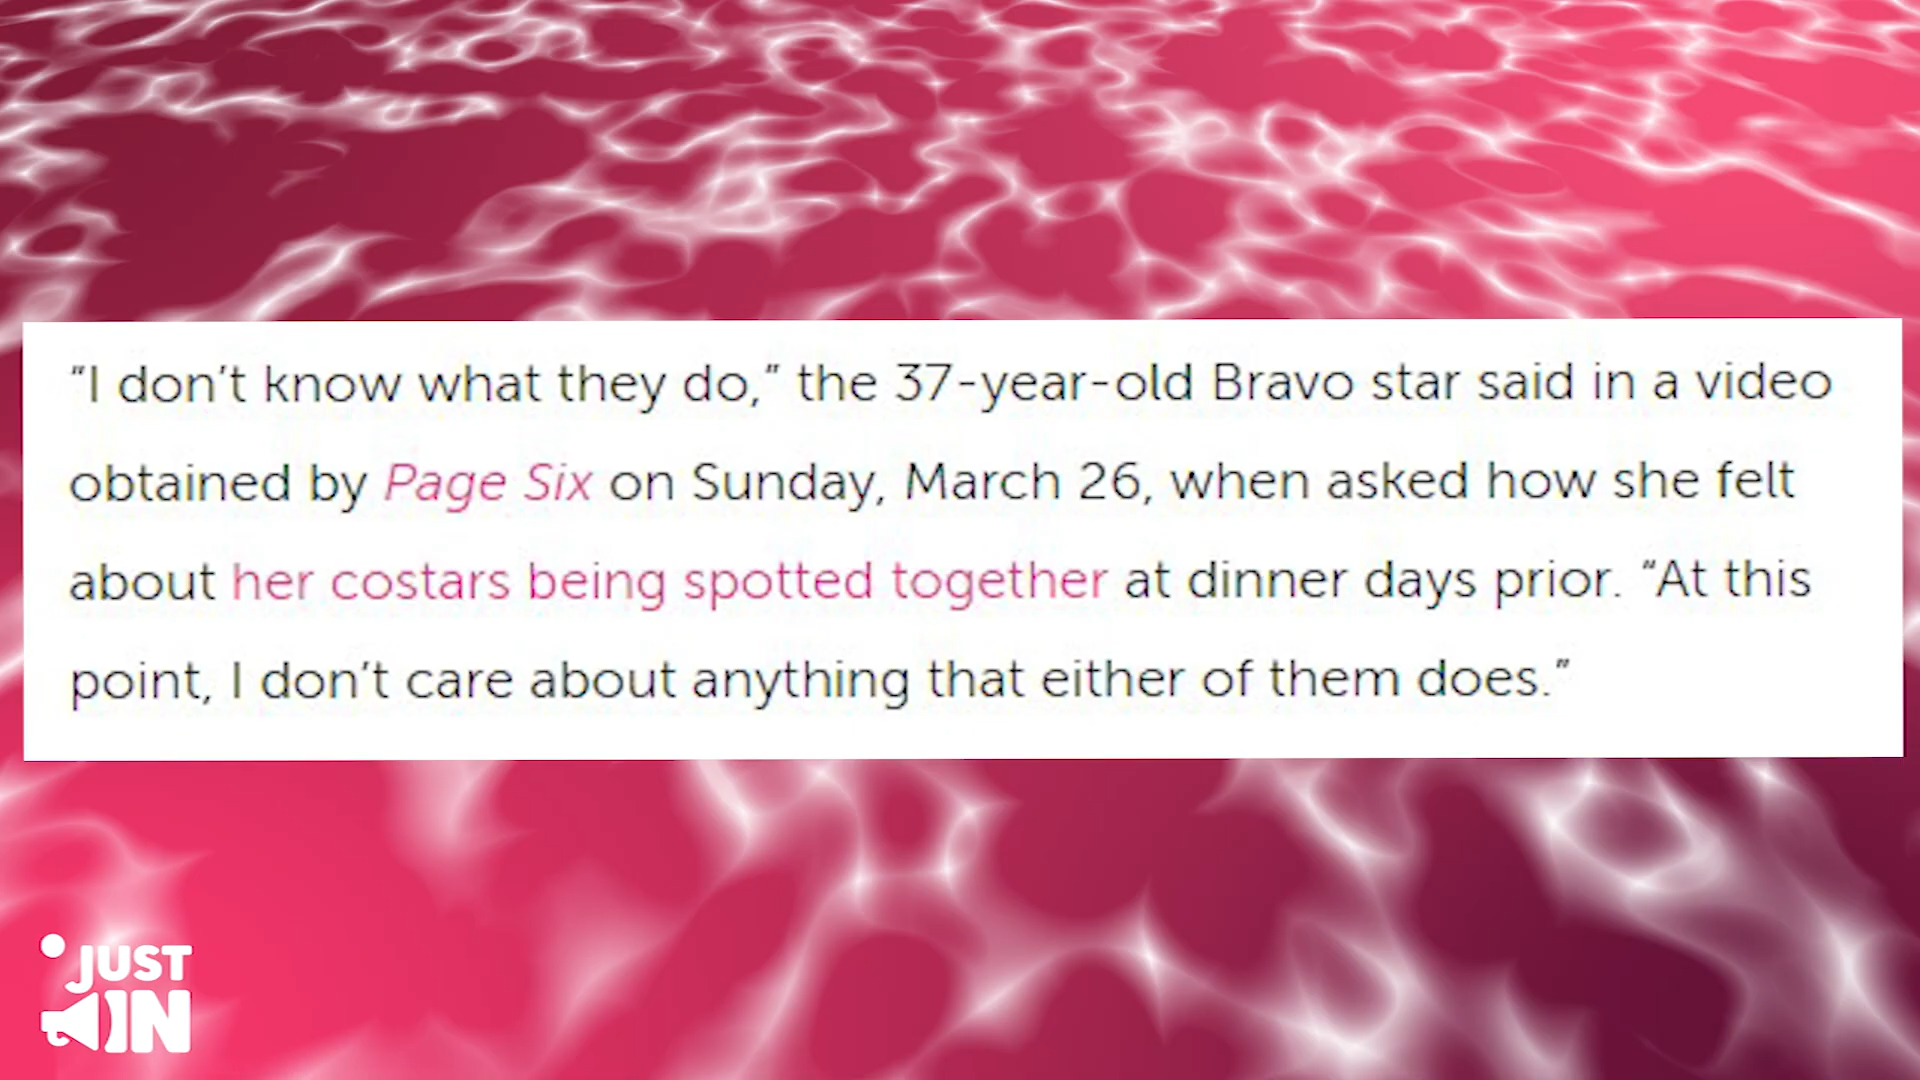 “I don’t know what they do,” the 37-year-old Bravo star said in a video
obtained by Page Six on Sunday, March 26, when asked how she felt
about her costars being spotted together at dinner days prior. “At this
point, I don’t care about anything that either of them does.”
JUST
IN